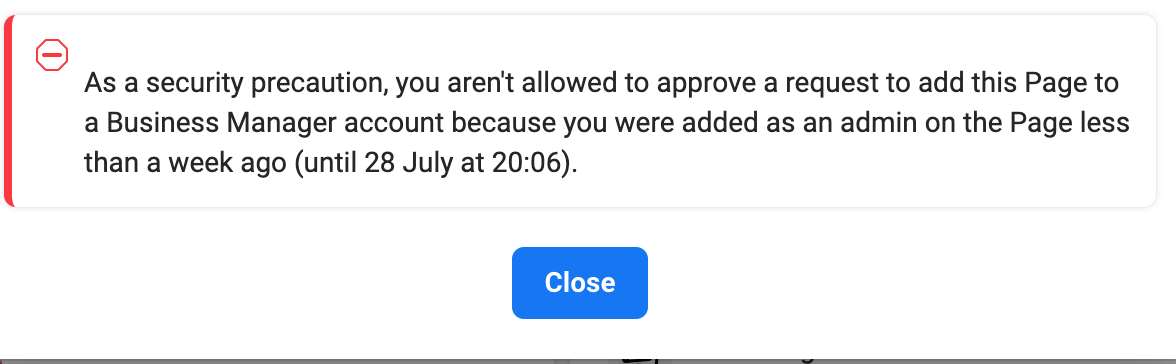 As a security precaution, you aren't allowed to approve a request to add this Page to
a Business Manager account because you were added as an admin on the Page less
than a week ago (until 28 July at 20:06).
Close